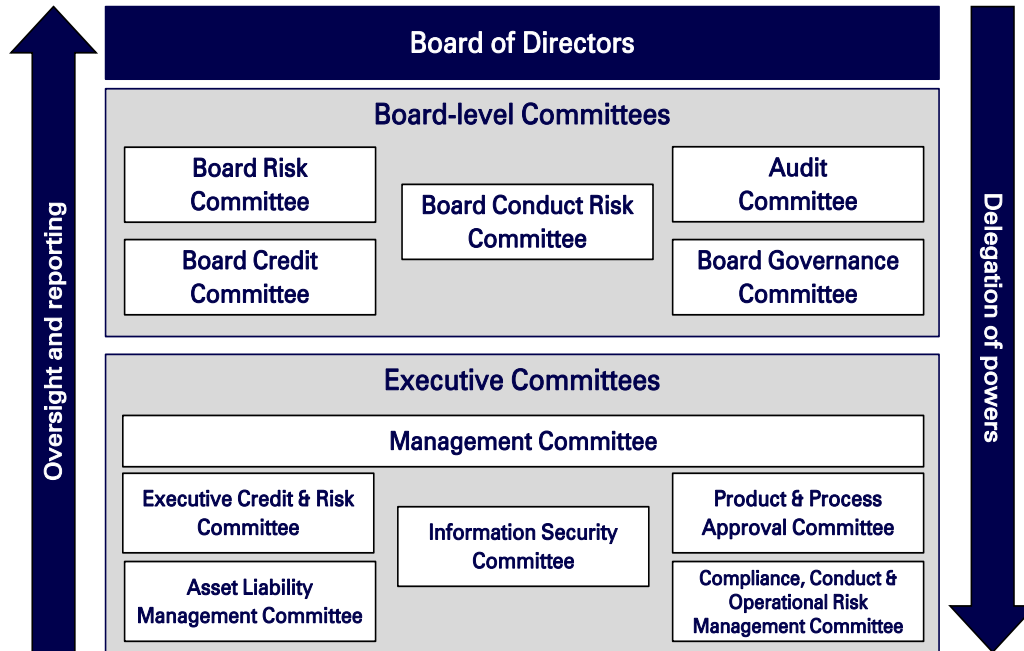 Board of Directors
Board-level Committees
Board Risk
Committee
Board Conduct Risk
Committee
Audit
Committee
Board Credit
Committee
Board Governance
Committee
Executive Committees
Management Committee
Executive Credit & Risk
Committee
Information Security
Committee
Product & Process
Approval Committee
Asset Liability
Management Committee
Compliance, Conduct &
Operational Risk
Management Committee
Oversight and reporting
Delegation of powers